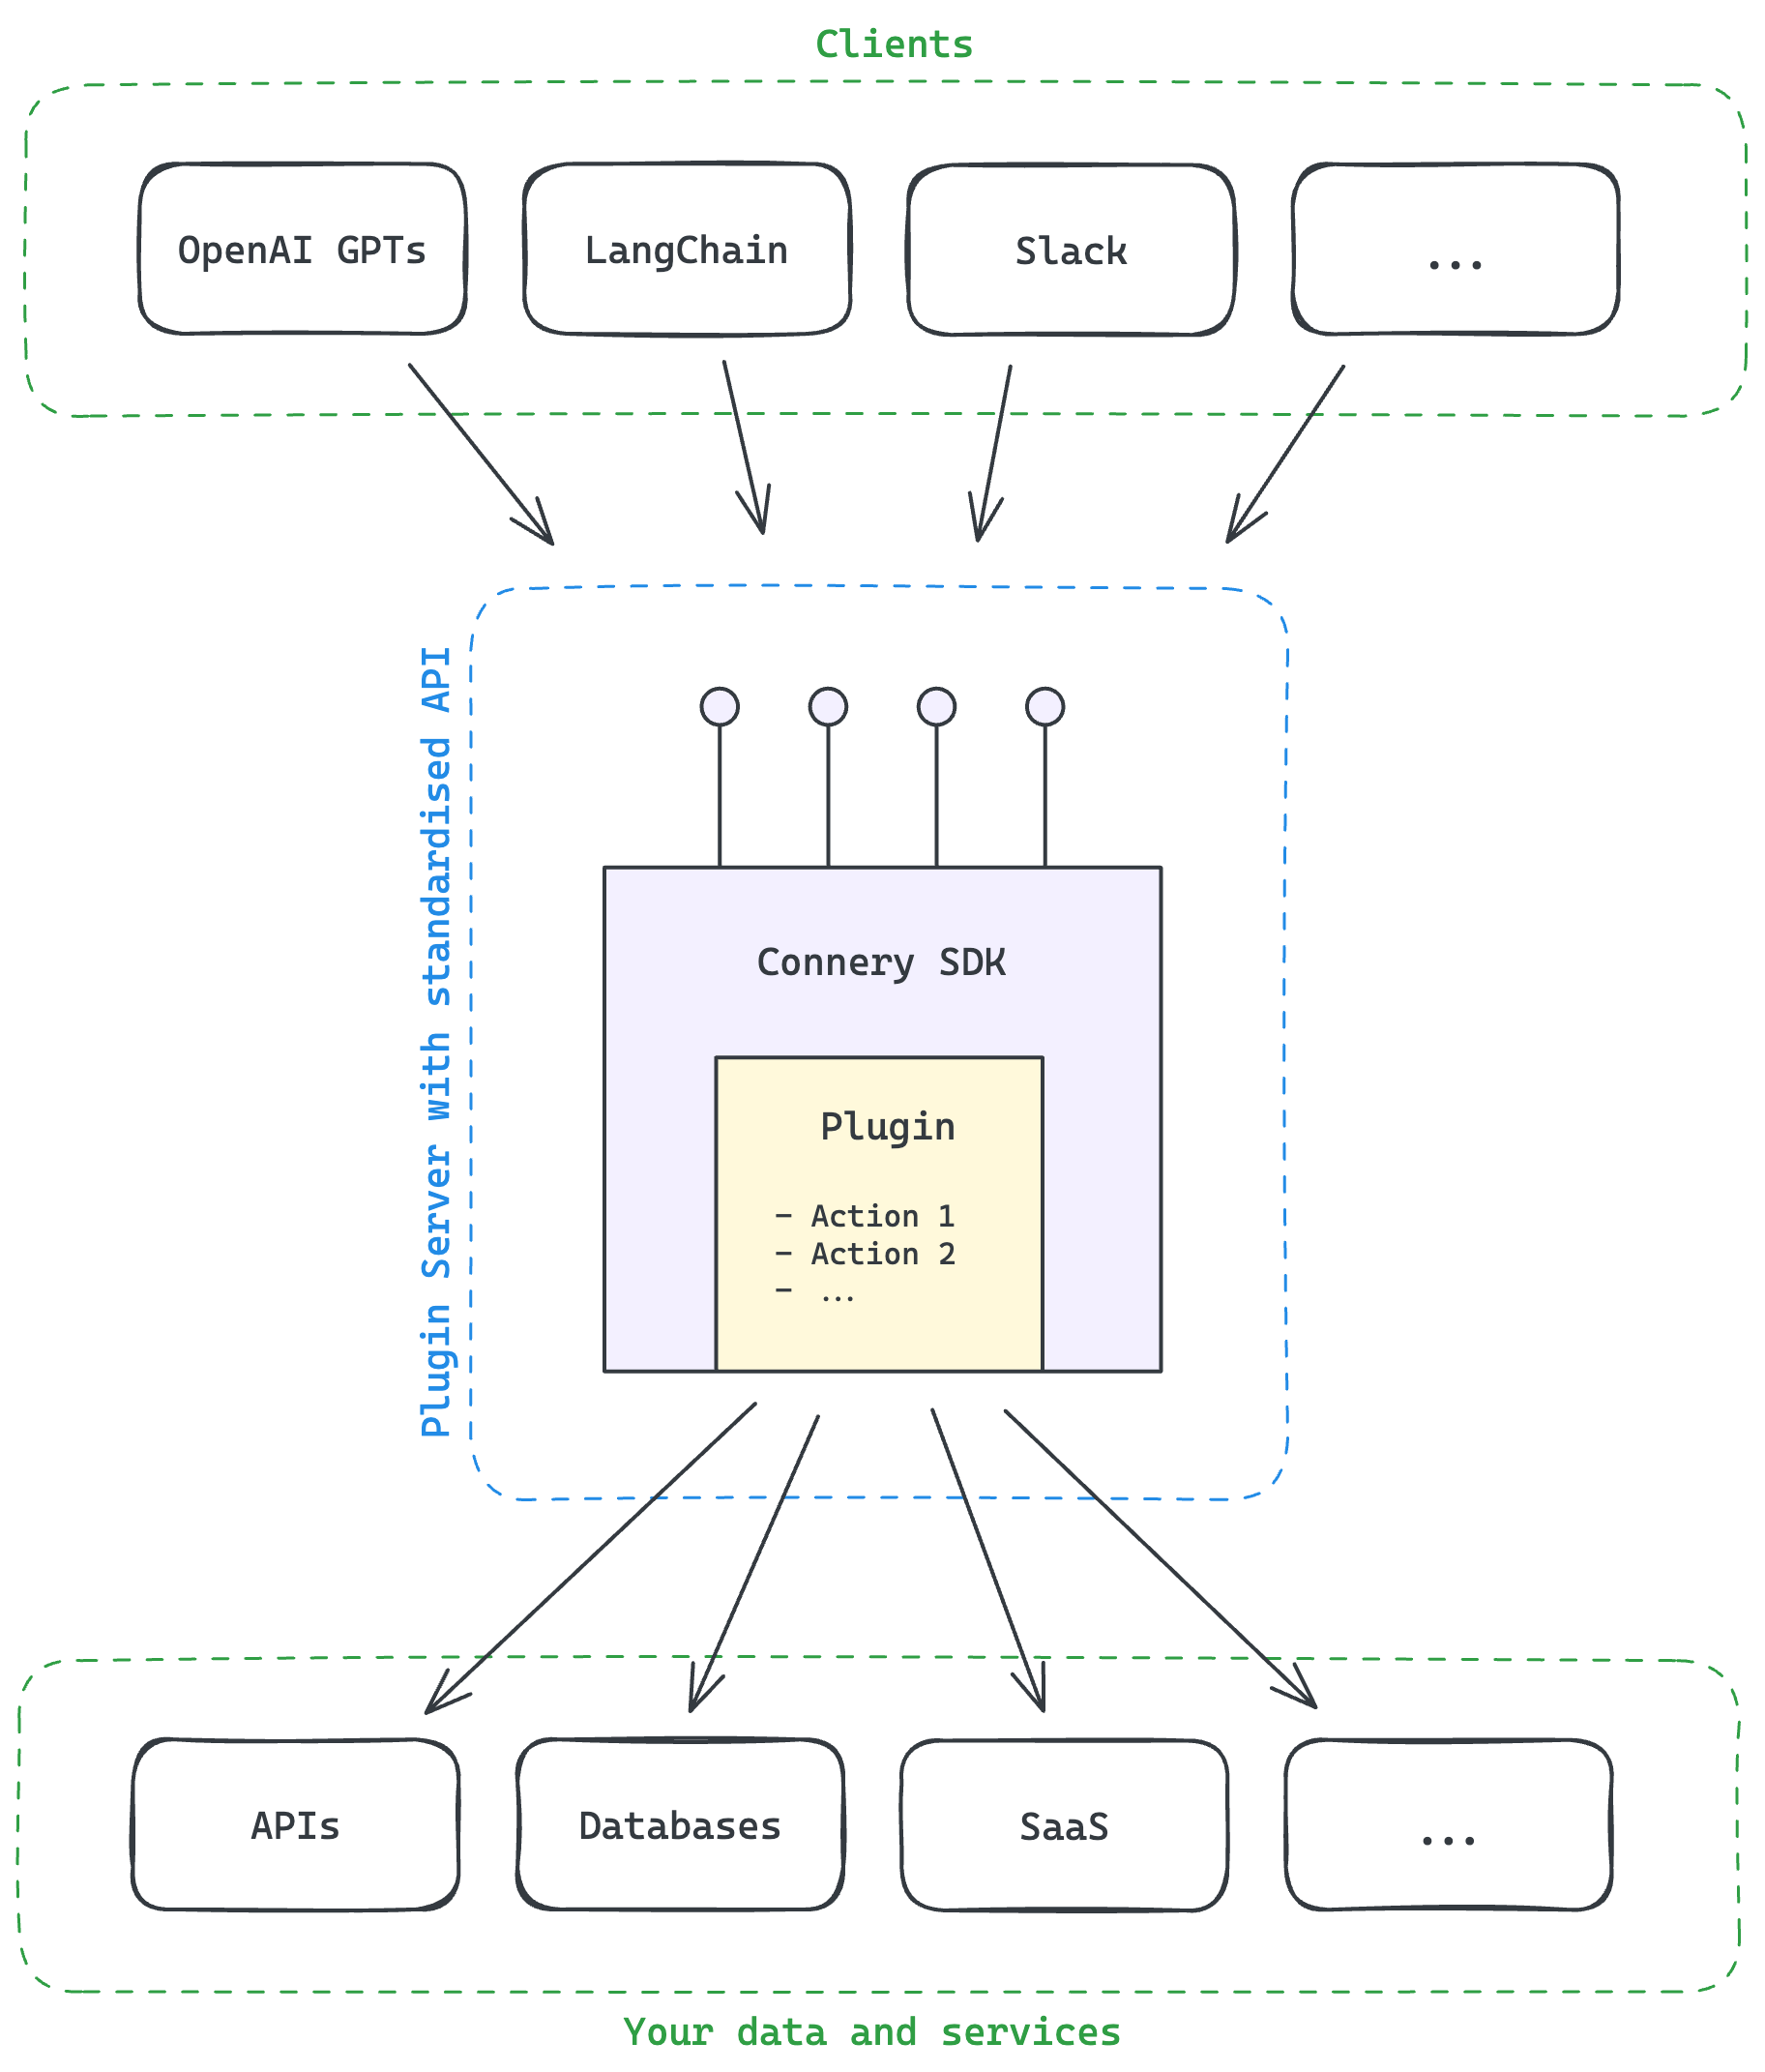 Clients
OpenAI GPTs
LangChain
Slack
...
Plugin Server with standardised API
Connery SDK
Plugin
- Action 1
- Action 2
- ...
APIs
Databases
SaaS
...
Your data and services